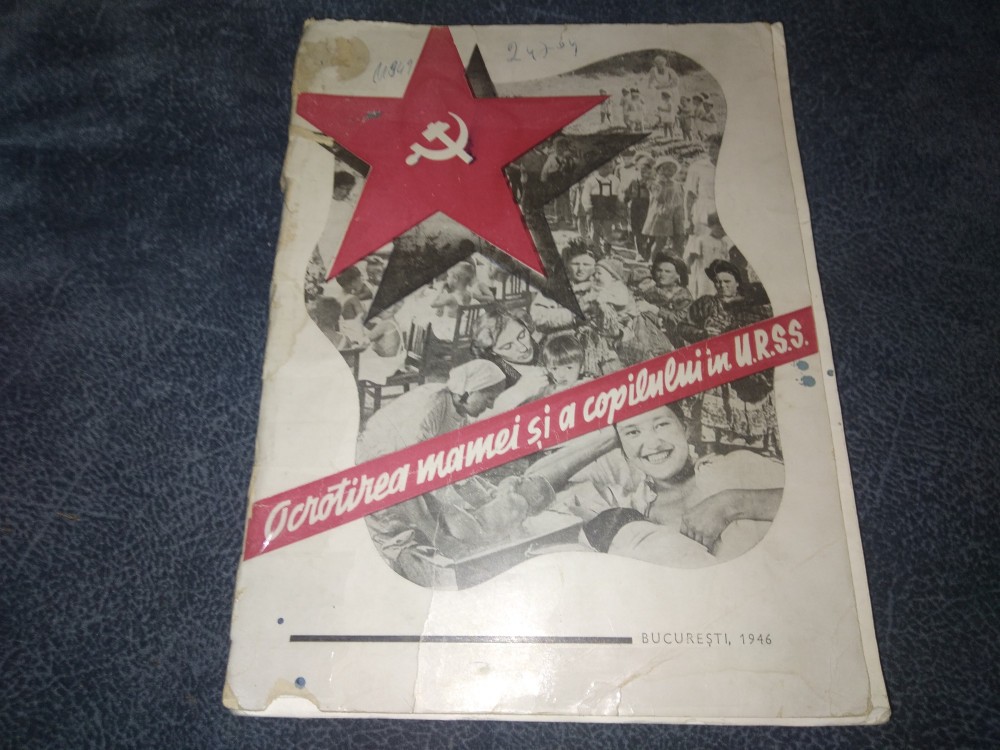 Ocrotirea mamei și a copilului în U.R.S.S.
BUCUREȘTI, 1946